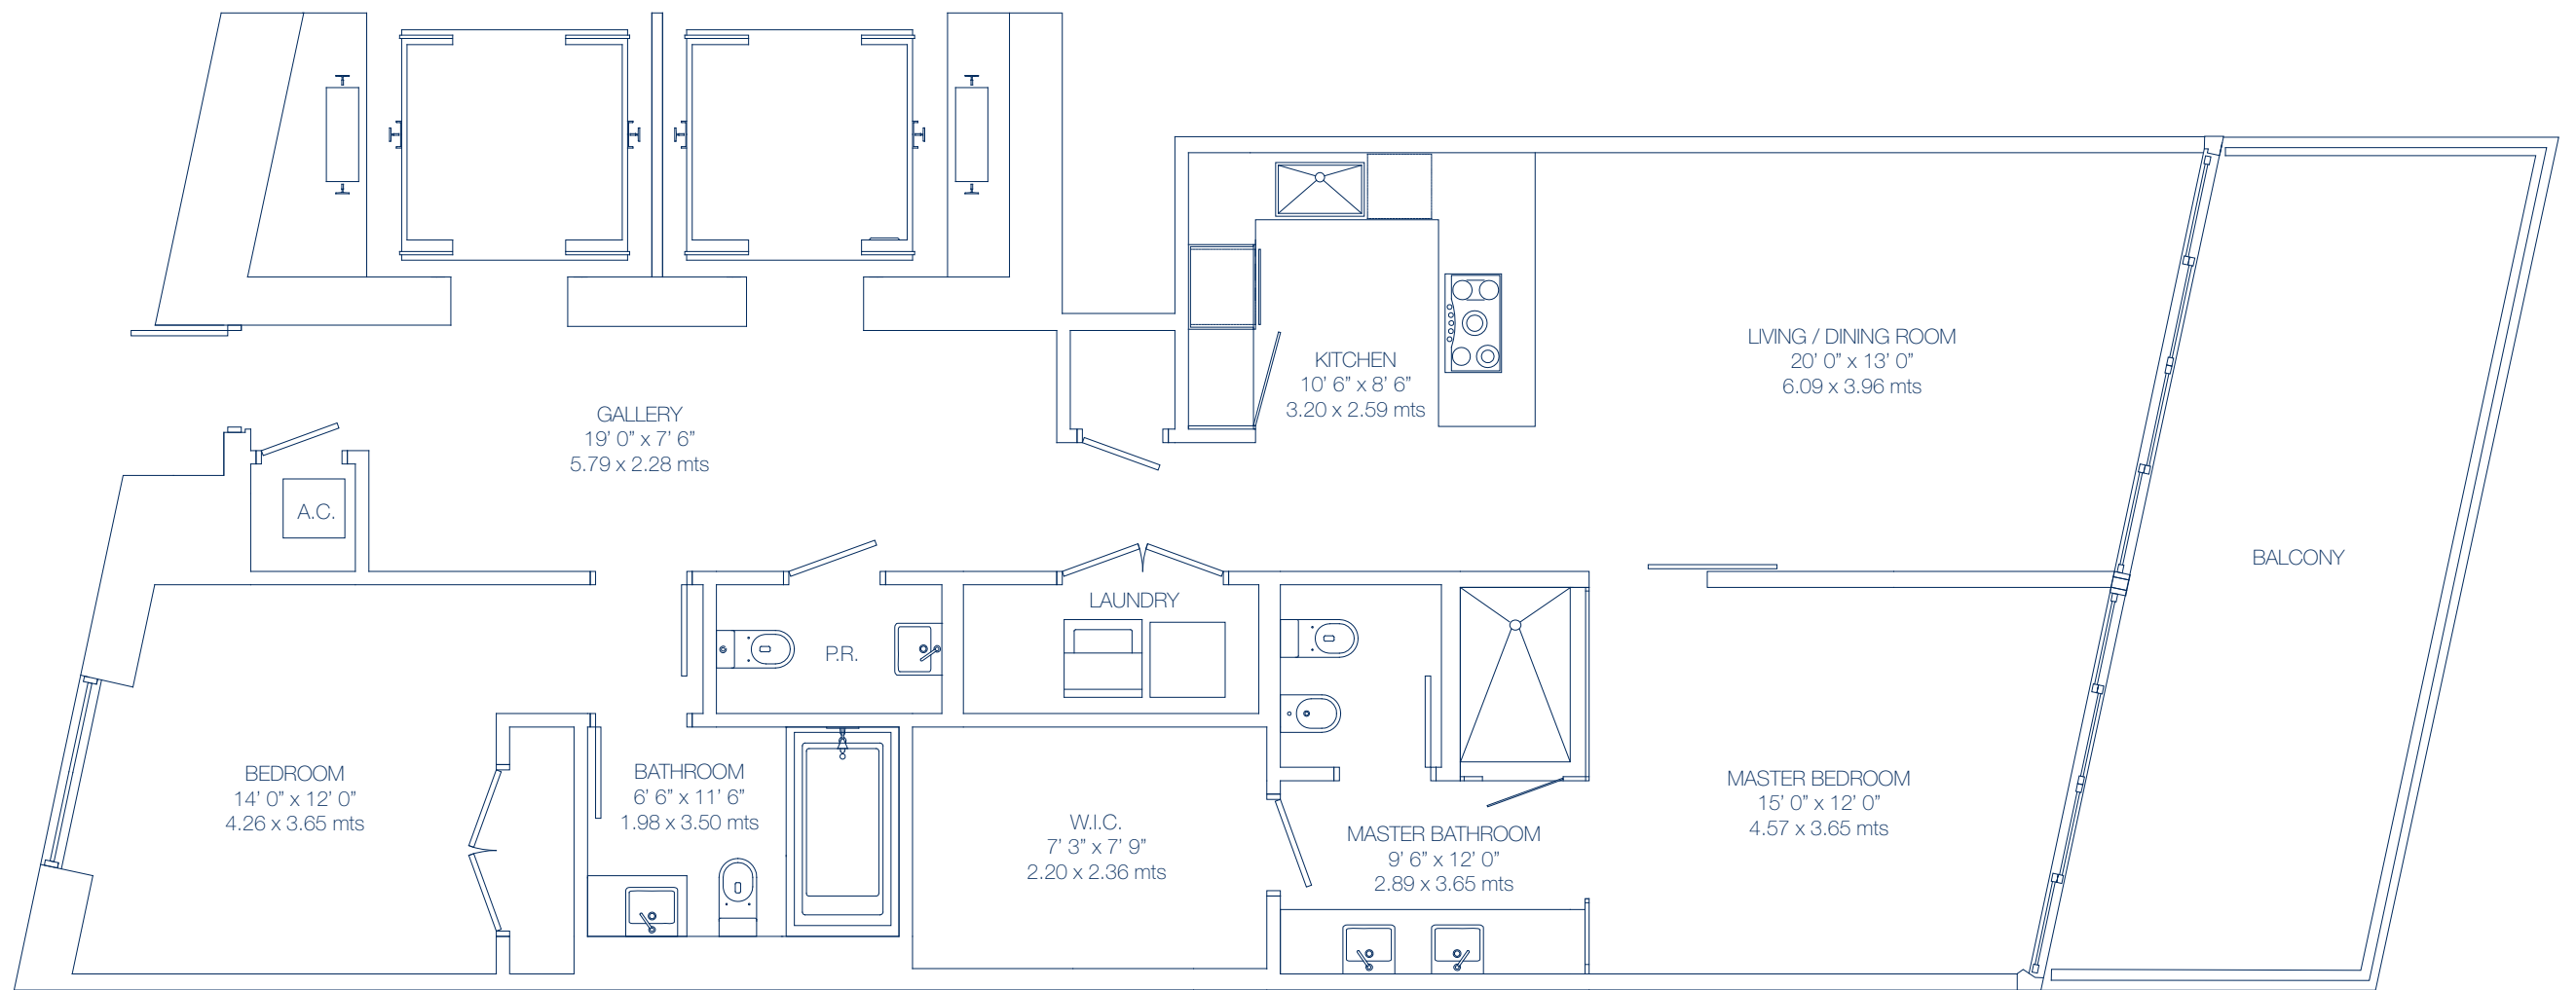 LIVING / DINING ROOM
20’ 0” x 13’ 0”
6.09 x 3.96 mts
KITCHEN
10’ 6” x 8’ 6”
3.20 x 2.59 mts
GALLERY
19’ 0” x 7’ 6”
5.79 x 2.28 mts
A.C.
BALCONY
LAUNDRY
P.R.
BEDROOM
14’ 0” x 12’ 0”
4.26 x 3.65 mts
BATHROOM
6’ 6” x 11’ 6”
1.98 x 3.50 mts
W.I.C.
7’ 3” x 7’ 9”
2.20 x 2.36 mts
MASTER BATHROOM
9’ 6” x 12’ 0”
2.89 x 3.65 mts
MASTER BEDROOM
15’ 0” x 12’ 0”
4.57 x 3.65 mts